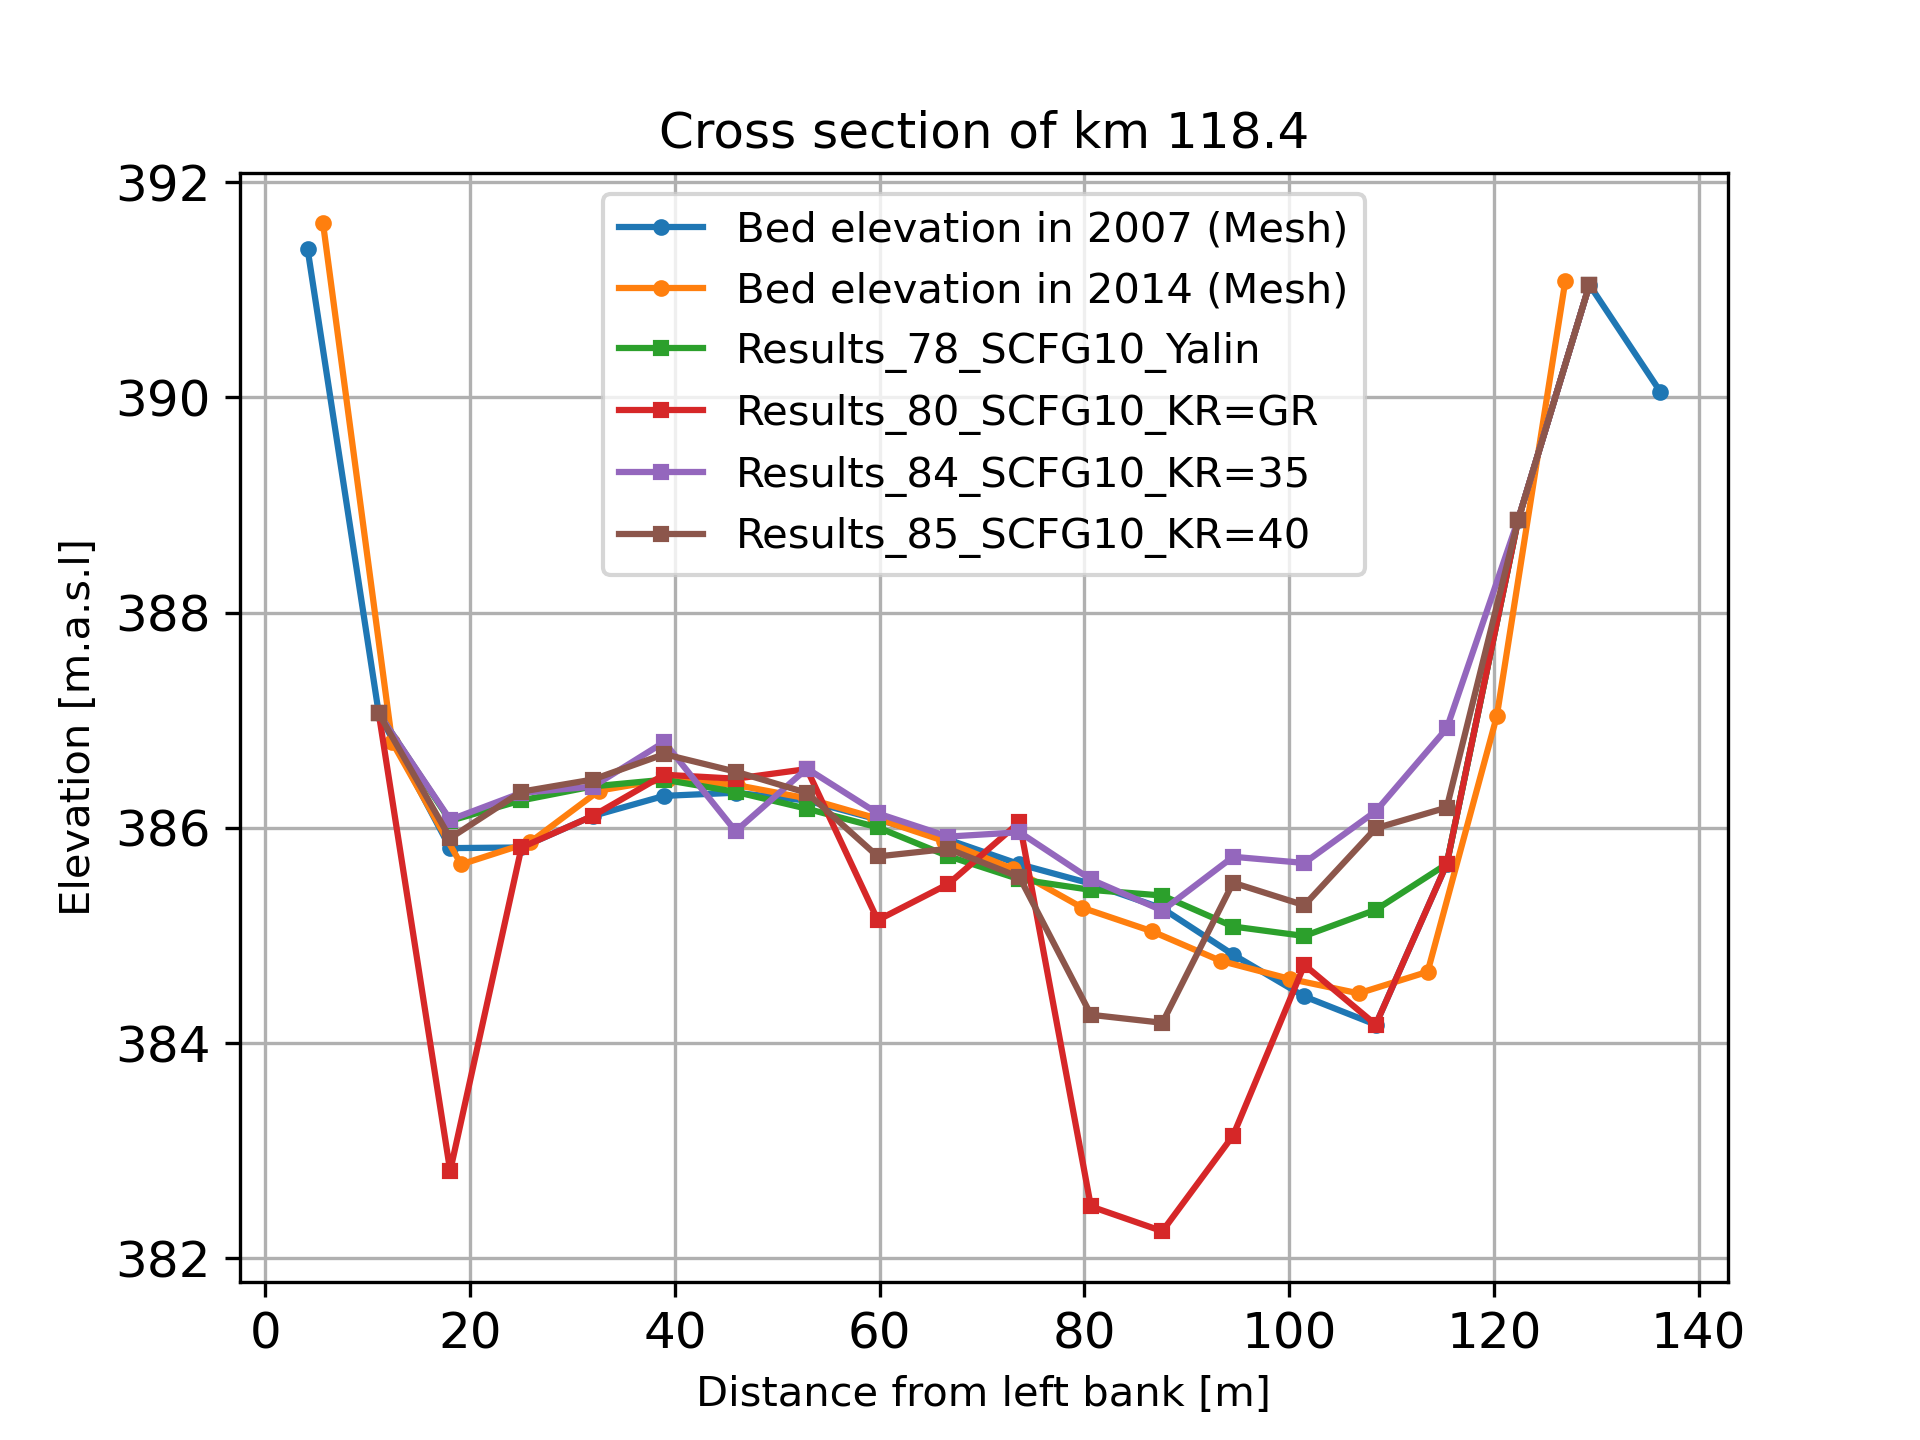 Cross section of km 118.4
392
390
388
386
384
382
Elevation [m.a.s.l]
Bed elevation in 2007 (Mesh)
Bed elevation in 2014 (Mesh)
Results_78_SCFG10_Yalin
Results_80_SCFG10_KR=GR
Results_84_SCFG10_KR=35
Results_85_SCFG10_KR=40
0 20 40 60 80 100 120 140
Distance from left bank [m]